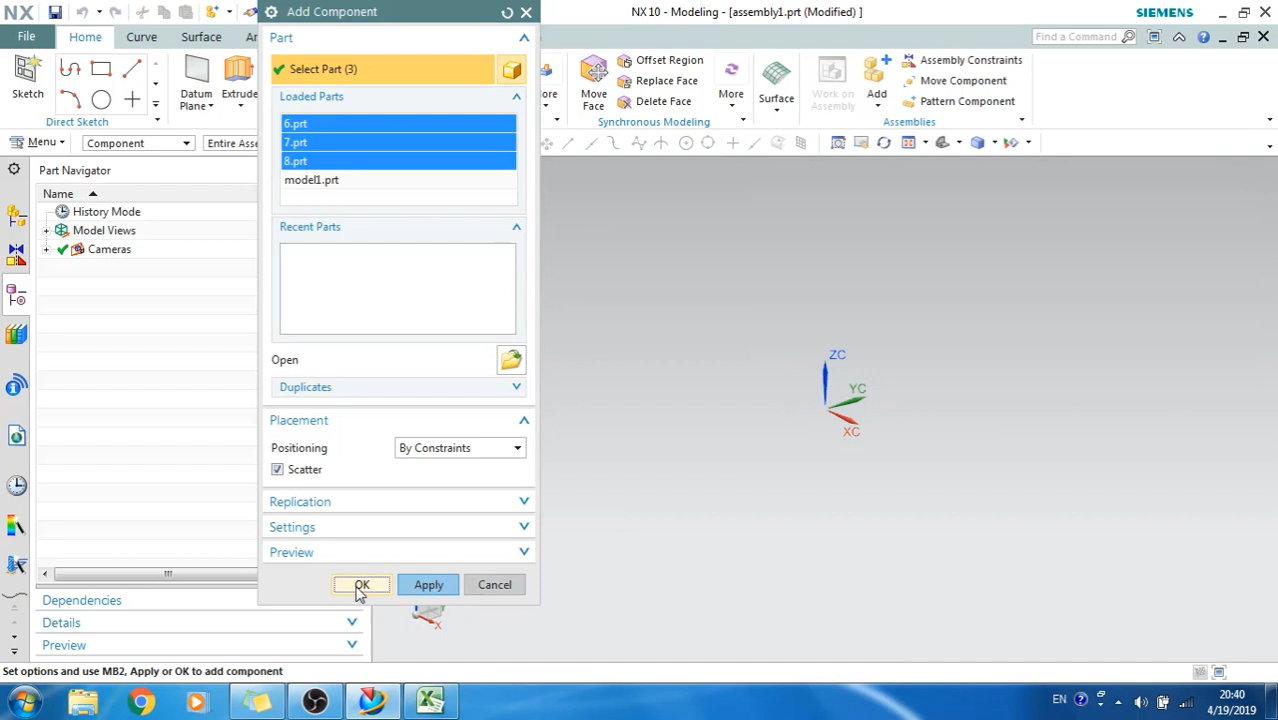 NX
Add Component
NX 10 - Modeling - [assembly1.prt (Modified) ]
SIEMENS
File
Home
Curve
Surface
Part
Find a Command
Select Part (3)
Sketch
Datum
Plane
Extrude
Move
Face
Offset Region
Replace Face
Delete Face
More
Surface
Work on
Assembly
Add
Assembly Constraints
Move Component
Pattern Component
Direct Sketch
Synchronous Modeling
Assemblies
Loaded Parts
6.prt
7.prt
8.prt
model1.prt
Menu
Component
Entire Asse
Part Navigator
Name
History Mode
Model Views
Cameras
Recent Parts
Open
Duplicates
Placement
Positioning
By Constraints
Scatter
Replication
Settings
Preview
OK
Apply
Cancel
ZC
YC
XC
X
Dependencies
Details
Preview
Set options and use MB2, Apply or OK to add component
EN
20:40
4/19/2019